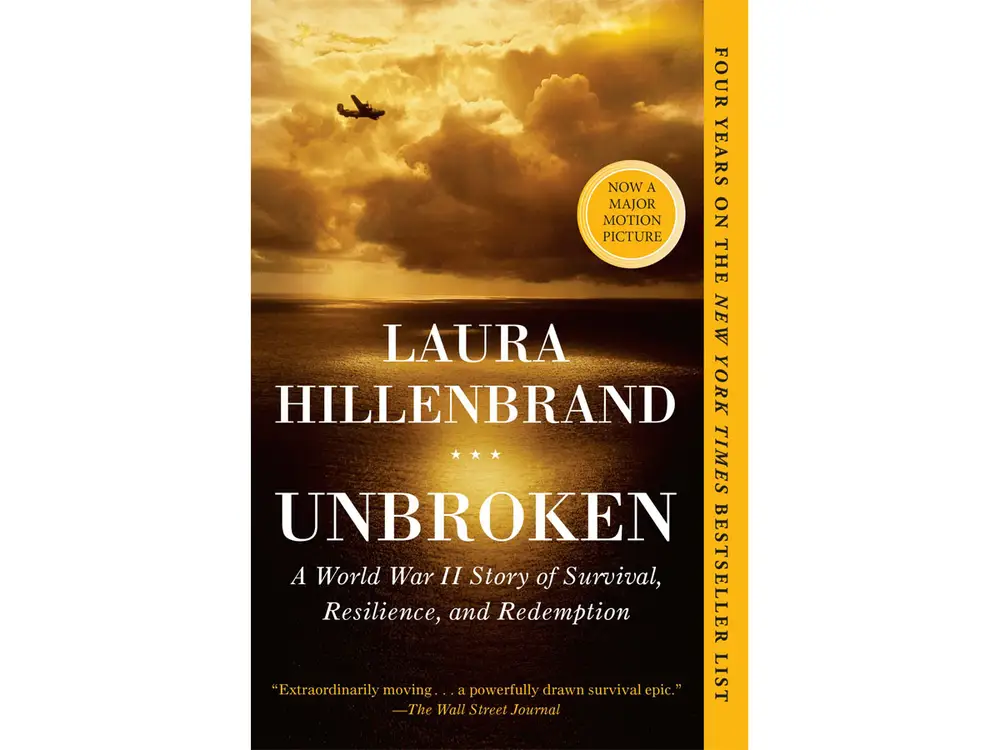 NOW A
MAJOR
MOTION
PICTURE
LAURA
HILLENBRAND
UNBROKEN
A World War II Story of Survival,
Resilience, and Redemption
“Extraordinarily moving . . . a powerfully drawn survival epic.”
—The Wall Street Journal
FOUR YEARS ON THE NEW YORK TIMES BESTSELLER LIST